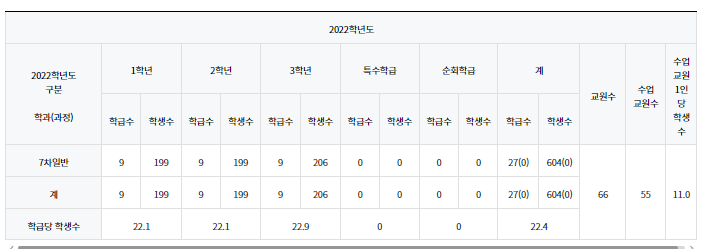 2022학년도
2022학년도 구분 학과(과정) 1학년 2학년 3학년 특수학급 순회학급 계 교원수 수업 교원수 수업 교원 1인 당 학생 수
학급수 학생수 학급수 학생수 학급수 학생수 학급수 학생수 학급수 학생수 학급수 학생수
7차일반 9 199 9 199 9 206 0 0 0 0 27(0) 604(0) 66 55 11.0
계 9 199 9 199 9 206 0 0 0 0 27(0) 604(0)
학급당 학생수 22.1 22.1 22.9 0 0 22.4